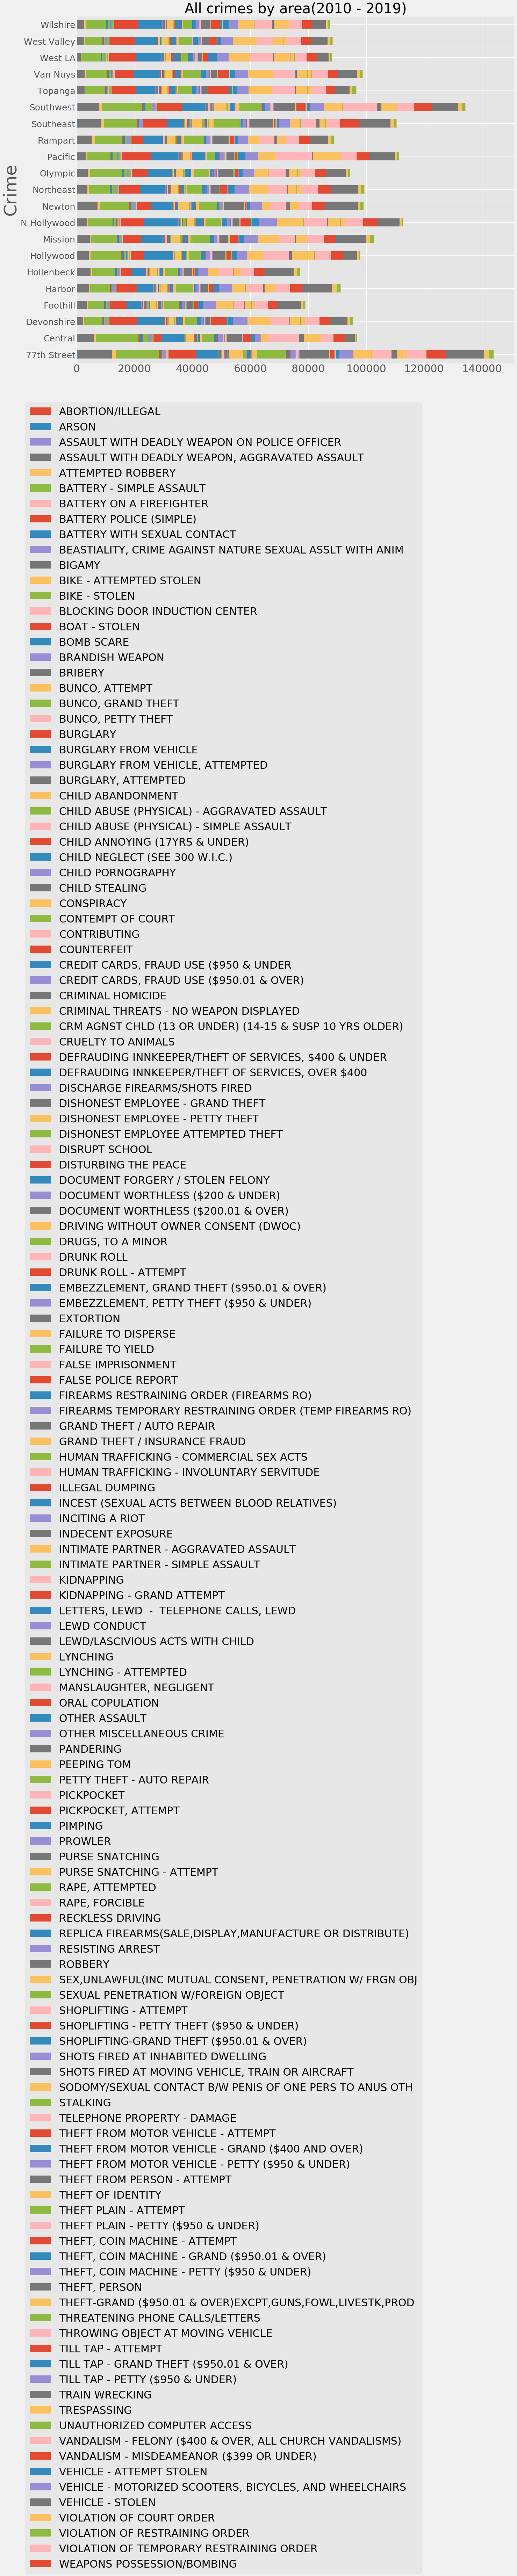 All crimes by area(2010 - 2019)
Crime
Wilshire
West Valley
West LA
Van Nuys
Topanga
Southwest
Southeast
Rampart
Pacific
Olympic
Northeast
Newton
N Hollywood
Mission
Hollywood
Hollenbeck
Harbor
Foothill
Devonshire
Central
77th Street
0 20000 40000 60000 80000 100000 120000 140000
ABORTION/ILLEGAL
ARSON
ASSAULT WITH DEADLY WEAPON ON POLICE OFFICER
ASSAULT WITH DEADLY WEAPON, AGGRAVATED ASSAULT
ATTEMPTED ROBBERY
BATTERY - SIMPLE ASSAULT
BATTERY ON A FIREFIGHTER
BATTERY POLICE (SIMPLE)
BATTERY WITH SEXUAL CONTACT
BEASTIALITY, CRIME AGAINST NATURE SEXUAL ASSLT WITH ANIM
BIGAMY
BIKE - ATTEMPTED STOLEN
BIKE - STOLEN
BLOCKING DOOR INDUCTION CENTER
BOAT - STOLEN
BOMB SCARE
BRANDISH WEAPON
BRIBERY
BUNCO, ATTEMPT
BUNCO, GRAND THEFT
BUNCO, PETTY THEFT
BURGLARY
BURGLARY FROM VEHICLE
BURGLARY FROM VEHICLE, ATTEMPTED
BURGLARY, ATTEMPTED
CHILD ABANDONMENT
CHILD ABUSE (PHYSICAL) - AGGRAVATED ASSAULT
CHILD ABUSE (PHYSICAL) - SIMPLE ASSAULT
CHILD ANNOYING (17YRS & UNDER)
CHILD NEGLECT (SEE 300 W.I.C.)
CHILD PORNOGRAPHY
CHILD STEALING
CONSPIRACY
CONTEMPT OF COURT
CONTRIBUTING
COUNTERFEIT
CREDIT CARDS, FRAUD USE ($950 & UNDER
CREDIT CARDS, FRAUD USE ($950.01 & OVER)
CRIMINAL HOMICIDE
CRIMINAL THREATS - NO WEAPON DISPLAYED
CRM AGNST CHLD (13 OR UNDER) (14-15 & SUSP 10 YRS OLDER)
CRUELTY TO ANIMALS
DEFRAUDING INNKEEPER/THEFT OF SERVICES, $400 & UNDER
DEFRAUDING INNKEEPER/THEFT OF SERVICES, OVER $400
DISCHARGE FIREARMS/SHOTS FIRED
DISHONEST EMPLOYEE - GRAND THEFT
DISHONEST EMPLOYEE - PETTY THEFT
DISHONEST EMPLOYEE ATTEMPTED THEFT
DISRUPT SCHOOL
DISTURBING THE PEACE
DOCUMENT FORGERY / STOLEN FELONY
DOCUMENT WORTHLESS ($200 & UNDER)
DOCUMENT WORTHLESS ($200.01 & OVER)
DRIVING WITHOUT OWNER CONSENT (DWOC)
DRUGS, TO A MINOR
DRUNK ROLL
DRUNK ROLL - ATTEMPT
EMBEZZLEMENT, GRAND THEFT ($950.01 & OVER)
EMBEZZLEMENT, PETTY THEFT ($950 & UNDER)
EXTORTION
FAILURE TO DISPERSE
FAILURE TO YIELD
FALSE IMPRISONMENT
FALSE POLICE REPORT
FIREARMS RESTRAINING ORDER (FIREARMS RO)
FIREARMS TEMPORARY RESTRAINING ORDER (TEMP FIREARMS RO)
GRAND THEFT / AUTO REPAIR
GRAND THEFT / INSURANCE FRAUD
HUMAN TRAFFICKING - COMMERCIAL SEX ACTS
HUMAN TRAFFICKING - INVOLUNTARY SERVITUDE
ILLEGAL DUMPING
INCEST (SEXUAL ACTS BETWEEN BLOOD RELATIVES)
INCITING A RIOT
INDECENT EXPOSURE
INTIMATE PARTNER - AGGRAVATED ASSAULT
INTIMATE PARTNER - SIMPLE ASSAULT
KIDNAPPING
KIDNAPPING - GRAND ATTEMPT
LETTERS, LEWD  -  TELEPHONE CALLS, LEWD
LEWD CONDUCT
LEWD/LASCIVIOUS ACTS WITH CHILD
LYNCHING
LYNCHING - ATTEMPTED
MANSLAUGHTER, NEGLIGENT
ORAL COPULATION
OTHER ASSAULT
OTHER MISCELLANEOUS CRIME
PANDERING
PEEPING TOM
PETTY THEFT - AUTO REPAIR
PICKPOCKET
PICKPOCKET, ATTEMPT
PIMPING
PROWLER
PURSE SNATCHING
PURSE SNATCHING - ATTEMPT
RAPE, ATTEMPTED
RAPE, FORCIBLE
RECKLESS DRIVING
REPLICA FIREARMS(SALE,DISPLAY,MANUFACTURE OR DISTRIBUTE)
RESISTING ARREST
ROBBERY
SEX,UNLAWFUL(INC MUTUAL CONSENT, PENETRATION W/ FRGN OBJ
SEXUAL PENETRATION W/FOREIGN OBJECT
SHOPLIFTING - ATTEMPT
SHOPLIFTING - PETTY THEFT ($950 & UNDER)
SHOPLIFTING-GRAND THEFT ($950.01 & OVER)
SHOTS FIRED AT INHABITED DWELLING
SHOTS FIRED AT MOVING VEHICLE, TRAIN OR AIRCRAFT
SODOMY/SEXUAL CONTACT B/W PENIS OF ONE PERS TO ANUS OTH
STALKING
TELEPHONE PROPERTY - DAMAGE
THEFT FROM MOTOR VEHICLE - ATTEMPT
THEFT FROM MOTOR VEHICLE - GRAND ($400 AND OVER)
THEFT FROM MOTOR VEHICLE - PETTY ($950 & UNDER)
THEFT FROM PERSON - ATTEMPT
THEFT OF IDENTITY
THEFT PLAIN - ATTEMPT
THEFT PLAIN - PETTY ($950 & UNDER)
THEFT, COIN MACHINE - ATTEMPT
THEFT, COIN MACHINE - GRAND ($950.01 & OVER)
THEFT, COIN MACHINE - PETTY ($950 & UNDER)
THEFT, PERSON
THEFT-GRAND ($950.01 & OVER)EXCPT,GUNS,FOWL,LIVESTK,PROD
THREATENING PHONE CALLS/LETTERS
THROWING OBJECT AT MOVING VEHICLE
TILL TAP - ATTEMPT
TILL TAP - GRAND THEFT ($950.01 & OVER)
TILL TAP - PETTY ($950 & UNDER)
TRAIN WRECKING
TRESPASSING
UNAUTHORIZED COMPUTER ACCESS
VANDALISM - FELONY ($400 & OVER, ALL CHURCH VANDALISMS)
VANDALISM - MISDEAMEANOR ($399 OR UNDER)
VEHICLE - ATTEMPT STOLEN
VEHICLE - MOTORIZED SCOOTERS, BICYCLES, AND WHEELCHAIRS
VEHICLE - STOLEN
VIOLATION OF COURT ORDER
VIOLATION OF RESTRAINING ORDER
VIOLATION OF TEMPORARY RESTRAINING ORDER
WEAPONS POSSESSION/BOMBING